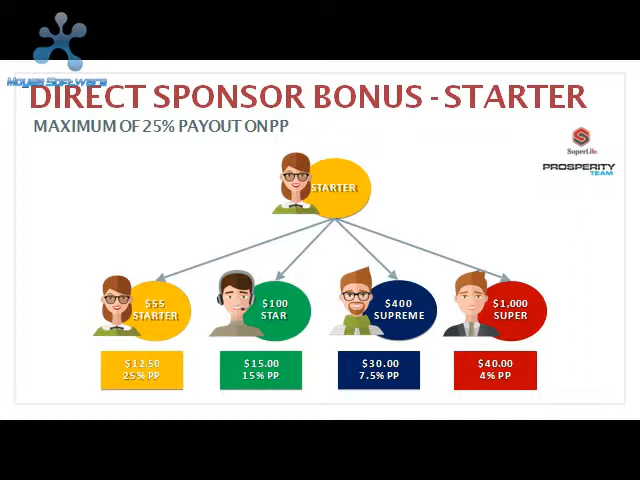 Moyea Software
DIRECT SPONSOR BONUS - STARTER
MAXIMUM OF 25% PAYOUT ON PP
SuperLife.
PROSPERITY
TEAM
STARTER
$55
STARTER
$100
STAR
$400
SUPREME
$1,000
SUPER
$12.50
25% PP
$15.00
15% PP
$30.00
7.5% PP
$40.00
4% PP